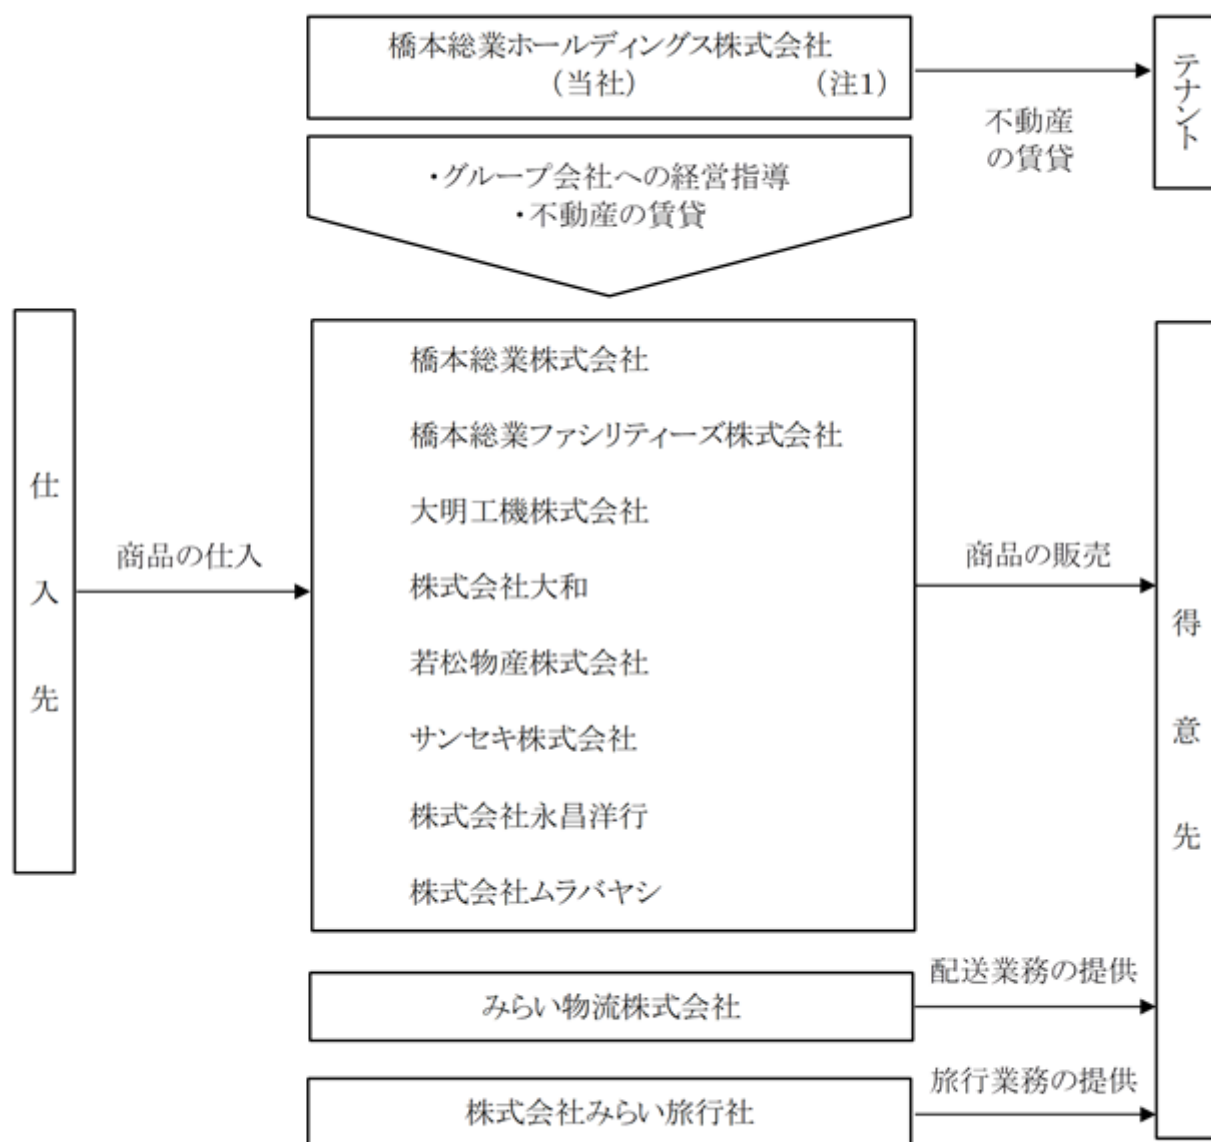 橋本総業ホールディングス株式会社
(当社) (注1)
テナント
不動産
の賃貸
・グループ会社への経営指導
・不動産の賃貸
仕入先
商品の仕入
橋本総業株式会社
橋本総業ファシリティーズ株式会社
大明工機株式会社
株式会社大和
若松物産株式会社
サンセキ株式会社
株式会社永昌洋行
株式会社ムラバヤシ
商品の販売
得意先
みらい物流株式会社
配送業務の提供
株式会社みらい旅行社
旅行業務の提供